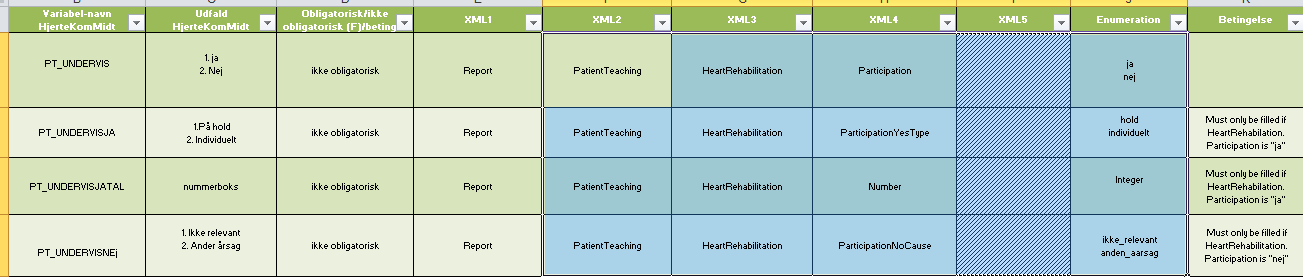 Variabel-navn HjerteKomMidt
Udfald HjerteKomMidt
Obligatorisk/ikke obligatorisk (F)/beting
XML1
XML2
XML3
XML4
XML5
Enumeration
Betingelse
PT_UNDERVIS
1. ja
2. Nej
ikke obligatorisk
Report
PatientTeaching
HeartRehabilitation
Participation
ja
nej
PT_UNDERVISJA
1.På hold
2. Individuelt
ikke obligatorisk
Report
PatientTeaching
HeartRehabilitation
ParticipationYesType
hold
individuelt
Must only be filled if
HeartRehabilation.
Participation is "ja"
PT_UNDERVISJATAL
nummerboks
ikke obligatorisk
Report
PatientTeaching
HeartRehabilitation
Number
Integer
Must only be filled if
HeartRehabilation.
Participation is "ja"
PT_UNDERVISNEj
1. Ikke relevant
2. Ander årsag
ikke obligatorisk
Report
PatientTeaching
HeartRehabilitation
ParticipationNoCause
ikke_relevant
anden_aarsag
Must only be filled if
HeartRehabilitation.
Participation is "nej"